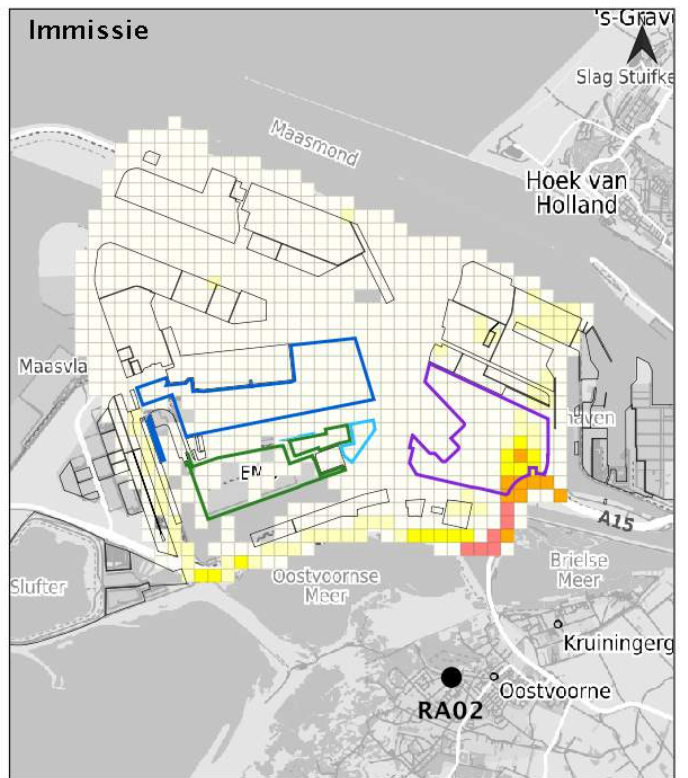 Immissie
's-Grav
Slag Stuifke
Maasmond
Hoek van
Holland
Maasvla
haven
EM
A15
Slufter
Oostvoornse
Meer
Brielse
Meer
Kruiningerg
Oostvoorne
RA02